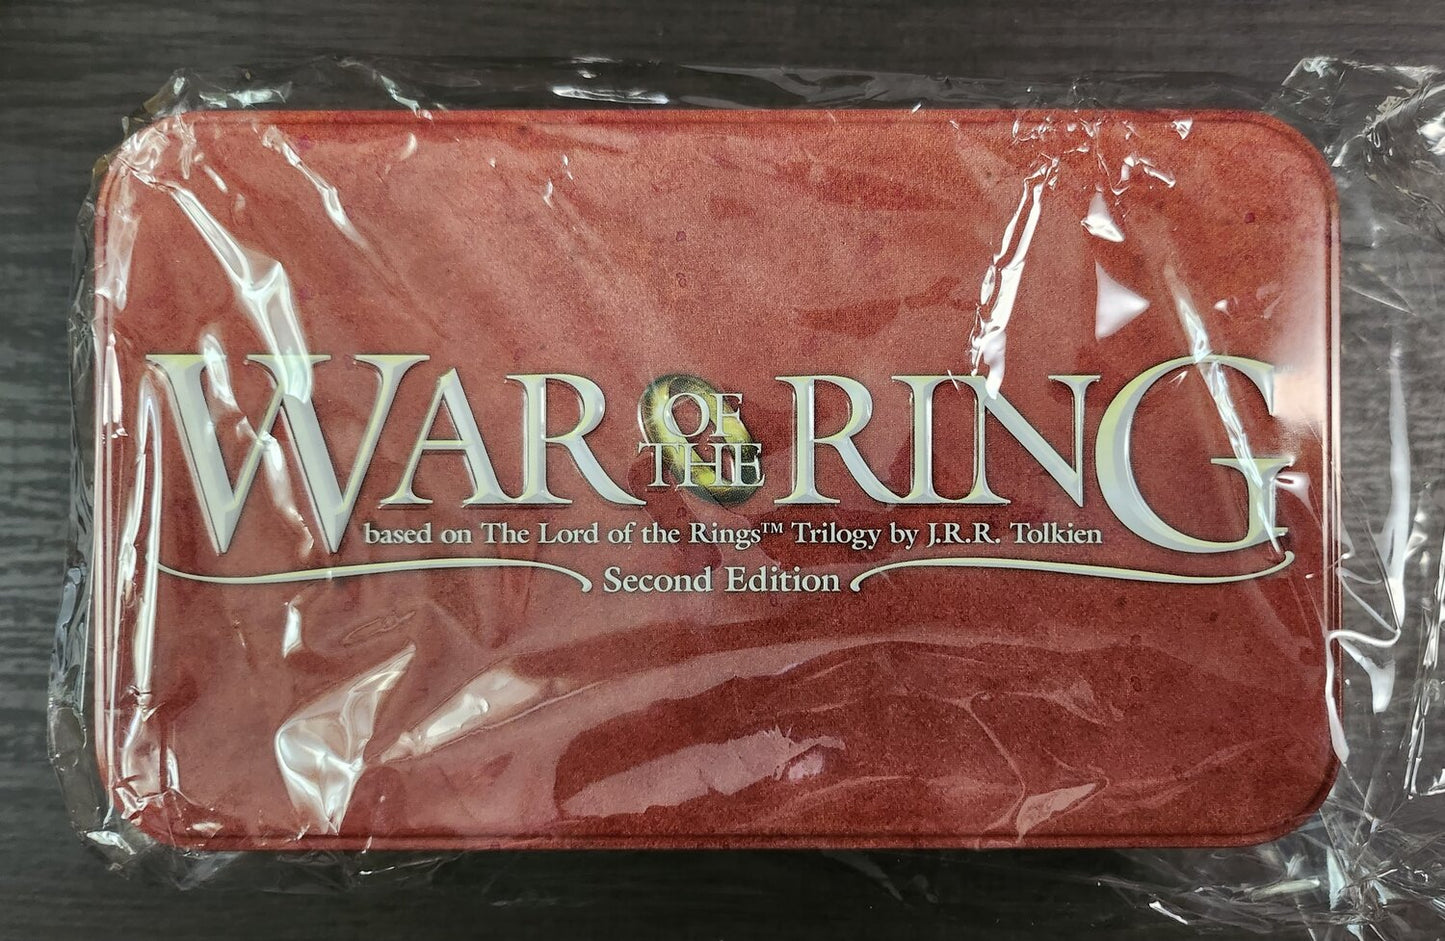 WAR OF THE RING
based on The Lord of the Rings™ Trilogy by J.R.R. Tolkien
Second Edition